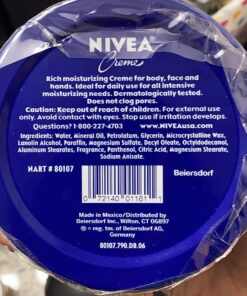 NIVEA®
Creme
Rich moisturizing Creme for body, face and
hands. Ideal for daily use for all intensive
moisturizing needs. Dermatologically tested.
Does not clog pores.
Caution: Keep out of reach of children. For external use
only. Avoid contact with eyes. Stop use if irritation
develops.
Questions? 1-800-227-4703 www.NIVEAusa.com
Ingredients: Water, Mineral Oil, Petrolatum, Glycerin, Microcrystalline Wax,
Lanolin Alcohol, Paraffin, Magnesium Sulfate, Decyl Oleate, Octyldodecanol,
Aluminum Stearates, Fragrance, Panthenol, Citric Acid, Magnesium Stearate,
Sodium Anisate.
NART # 80107
Beiersdorf
0 72140 01161 1
Made in Mexico/Distributed by
Beiersdorf Inc., Wilton, CT 06897
® = reg. tm. of Beiersdorf AG,
Germany
80107.790.DB.06